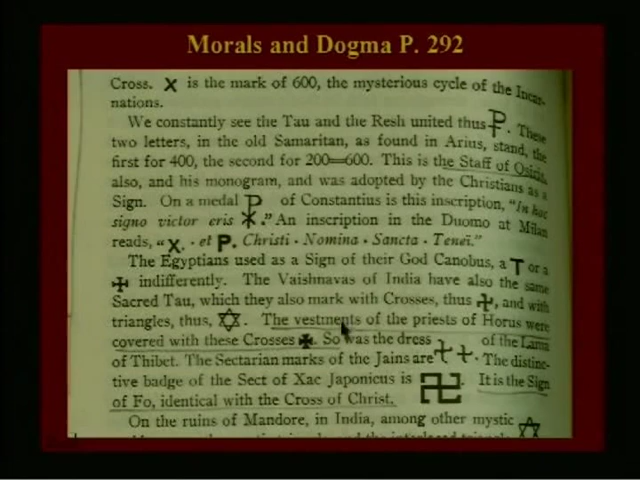 Morals and Dogma P. 292
Cross. X is the mark of 600, the mysterious cycle of the Incar-
nations.
We constantly see the Tau and the Resh united thus ⳨. These
two letters, in the old Samaritan, as found in Arius, stand, the
first for 400, the second for 200=600. This is the Staff of Osiris,
also, and his monogram, and was adopted by the Christians as a
Sign. On a medal P of Constantius is this inscription, "In hoc
signo victor eris X." An inscription in the Duomo at Milan
reads, "X. · et P. Christi · Nomina · Sancta · Teneï."
The Egyptians used as a Sign of their God Canobus, a T or a
✠ indifferently. The Vaishnavas of India have also the same
Sacred Tau, which they also mark with Crosses, thus, and with
triangles, thus, ✡. The vestments of the priests of Horus were
covered with these Crosses ✠. So was the dress of the Lama
of Thibet. The Sectarian marks of the Jains are. The distinc-
tive badge of the Sect of Xac Japonicus is 卐. It is the Sign
of Fo, identical with the Cross of Christ.
On the ruins of Mandore, in India, among other mystic ✡